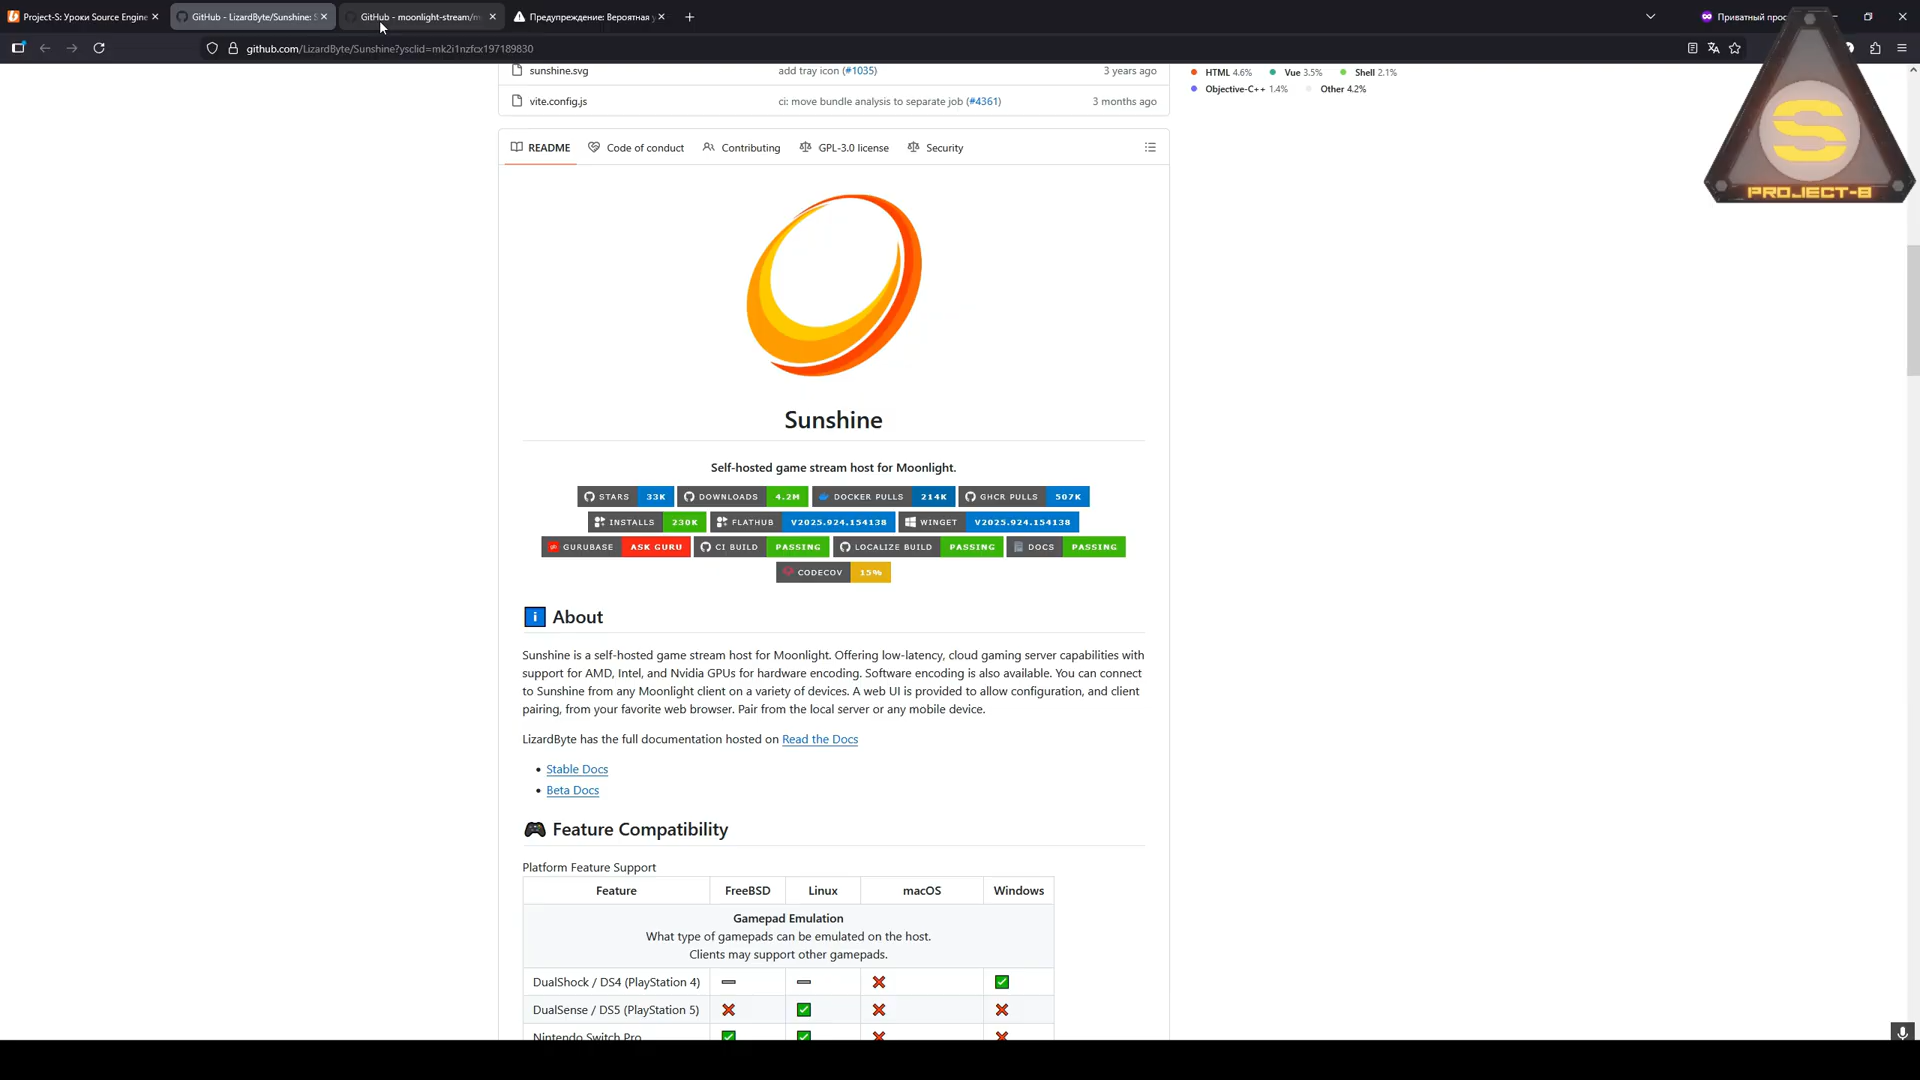 Project-S: Уроки Source Engine
GitHub - LizardByte/Sunshine: S
GitHub - moonlight-stream/m
Предупреждение: Вероятная у
Приватный прос
github.com/LizardByte/Sunshine?ysclid=mk2i1nzfcx197189830
sunshine.svg add tray icon (#1035) 3 years ago
vite.config.js ci: move bundle analysis to separate job (#4361) 3 months ago
HTML 4.6% Vue 3.5% Shell 2.1%
Objective-C++ 1.4% Other 4.2%
S
PROJECT-S
README Code of conduct Contributing GPL-3.0 license Security
Sunshine
Self-hosted game stream host for Moonlight.
STARS 33K DOWNLOADS 4.2M DOCKER PULLS 214K GHCR PULLS 507K
INSTALLS 230K FLATHUB V2025.924.154138 WINGET V2025.924.154138
GURUBASE ASK GURU CI BUILD PASSING LOCALIZE BUILD PASSING DOCS PASSING
CODECOV 15%
i About
Sunshine is a self-hosted game stream host for Moonlight. Offering low-latency, cloud gaming server capabilities with
support for AMD, Intel, and Nvidia GPUs for hardware encoding. Software encoding is also available. You can connect
to Sunshine from any Moonlight client on a variety of devices. A web UI is provided to allow configuration, and client
pairing, from your favorite web browser. Pair from the local server or any mobile device.
LizardByte has the full documentation hosted on Read the Docs
• Stable Docs
• Beta Docs
Feature Compatibility
Platform Feature Support
Feature FreeBSD Linux macOS Windows
Gamepad Emulation
What type of gamepads can be emulated on the host.
Clients may support other gamepads.
DualShock / DS4 (PlayStation 4)
DualSense / DS5 (PlayStation 5)
Nintendo Switch Pro